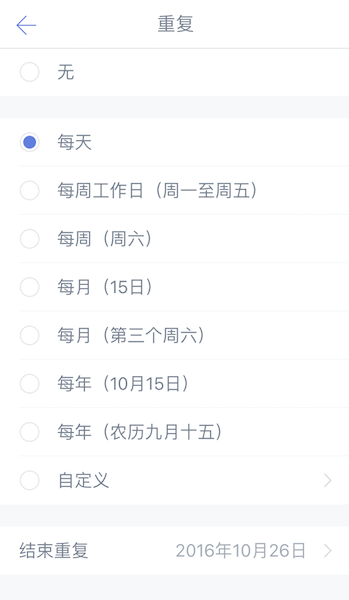 重复
无
每天
每周工作日（周一至周五）
每周（周六）
每月（15日）
每月（第三个周六）
每年（10月15日）
每年（农历九月十五）
自定义
结束重复 2016年10月26日